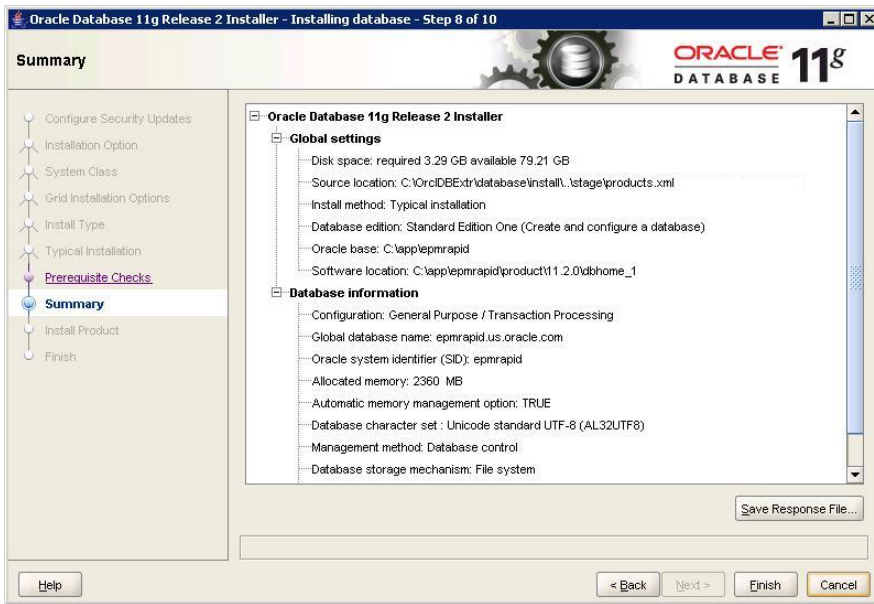 Oracle Database 11g Release 2 Installer - Installing database - Step 8 of 10
Summary
ORACLE
DATABASE
11g
Configure Security Updates
Installation Option
System Class
Grid Installation Options
Install Type
Typical Installation
Prerequisite Checks
Summary
Install Product
Finish
Oracle Database 11g Release 2 Installer
Global settings
Disk space: required 3.29 GB available 79.21 GB
Source location: C:\OrclDBExtr\database\install\..\stage\products.xml
Install method: Typical installation
Database edition: Standard Edition One (Create and configure a database)
Oracle base: C:\app\epmrapid
Software location: C:\app\epmrapid\product\11.2.0\dbhome_1
Database information
Configuration: General Purpose / Transaction Processing
Global database name: epmrapid.us.oracle.com
Oracle system identifier (SID): epmrapid
Allocated memory: 2360 MB
Automatic memory management option: TRUE
Database character set : Unicode standard UTF-8 (AL32UTF8)
Management method: Database control
Database storage mechanism: File system
Save Response File...
Help
< Back
Next >
Finish
Cancel